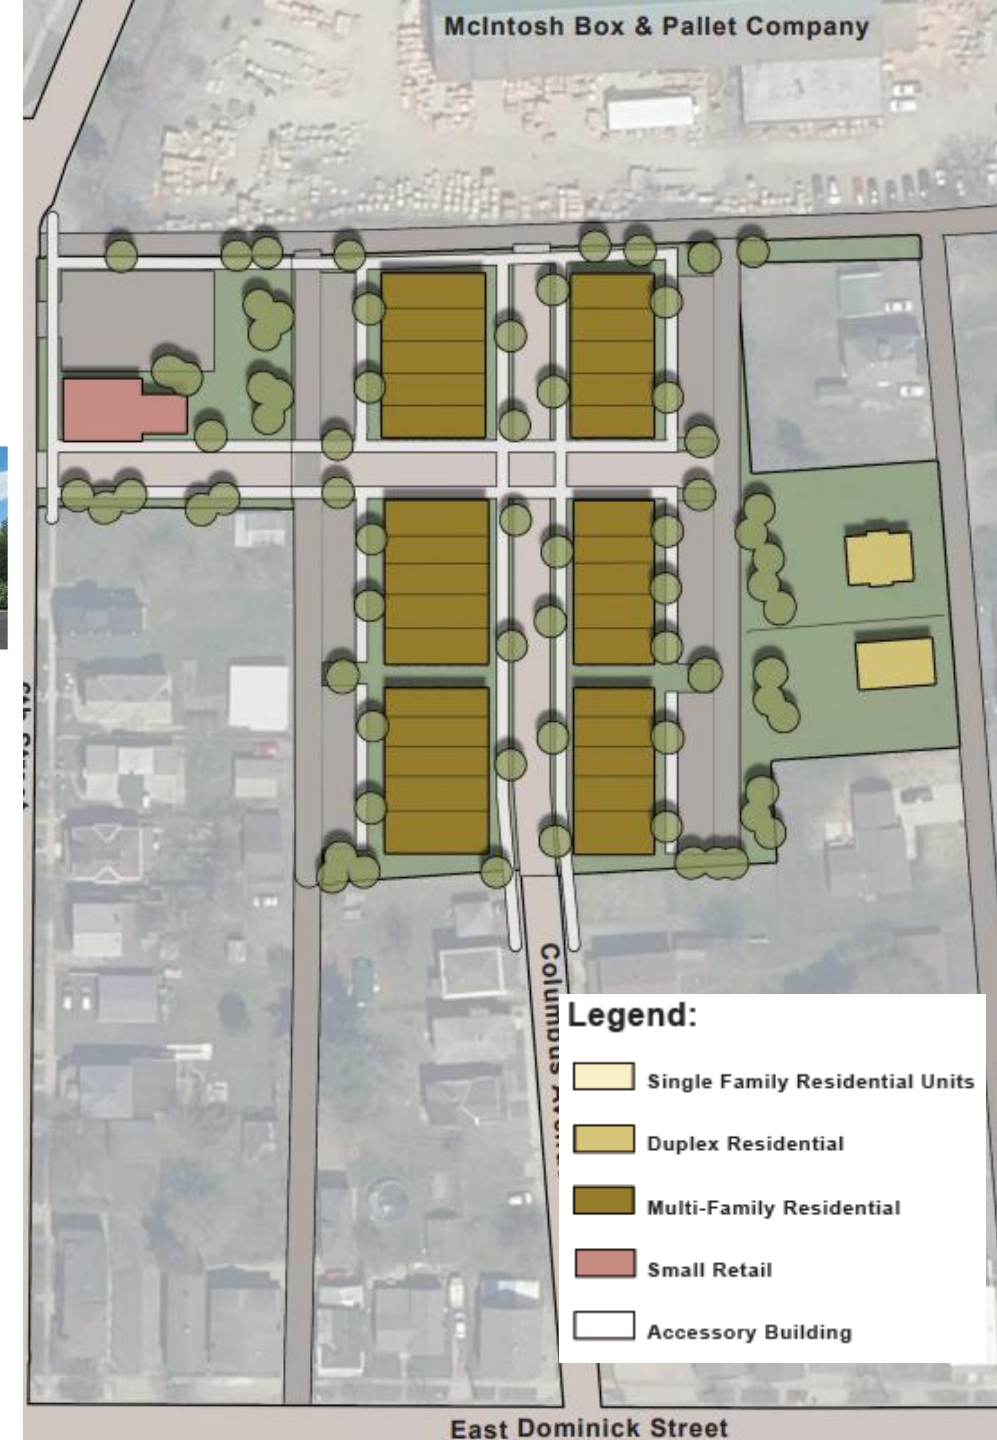 McIntosh Box & Pallet Company
Columbus
Legend:
Single Family Residential Units
Duplex Residential
Multi-Family Residential
Small Retail
Accessory Building
East Dominick Street